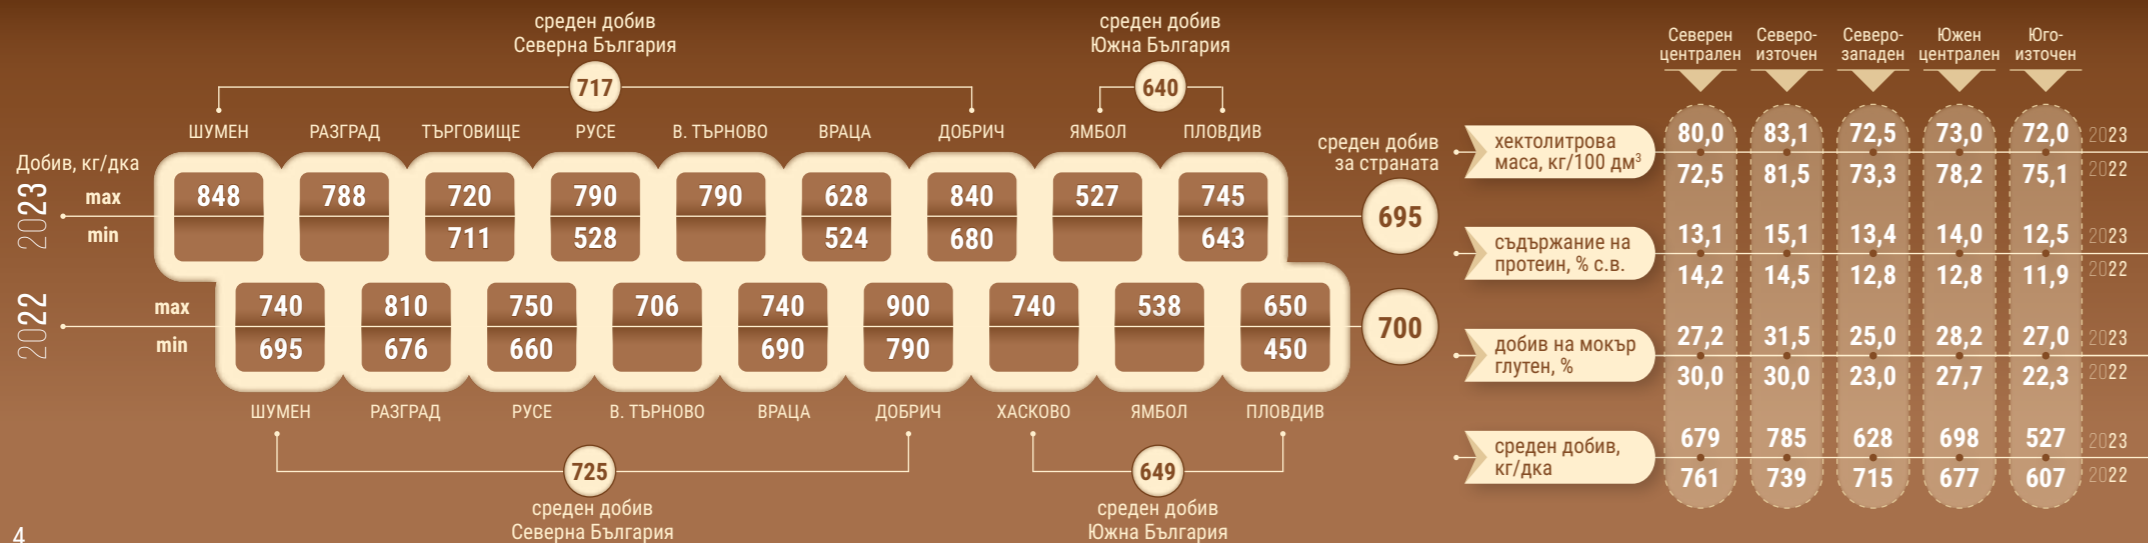 среден добив
Северна България
717
среден добив
Южна България
640
ШУМЕН РАЗГРАД ТЪРГОВИЩЕ РУСЕ В. ТЪРНОВО ВРАЦА ДОБРИЧ ЯМБОЛ ПЛОВДИВ
Добив, кг/дка
2023
max 848 788 720 790 790 628 840 527 745
min 711 528 524 680 643
среден добив
за страната
695
2022
max 740 810 750 706 740 900 740 538 650
min 695 676 660 690 790 450
700
ШУМЕН РАЗГРАД РУСЕ В. ТЪРНОВО ВРАЦА ДОБРИЧ ХАСКОВО ЯМБОЛ ПЛОВДИВ
725
среден добив
Северна България
649
среден добив
Южна България
Северен Северо- Северо- Южен Юго-
централен източен западен централен източен
хектолитрова
маса, кг/100 дм³
80,0 83,1 72,5 73,0 72,0 2023
72,5 81,5 73,3 78,2 75,1 2022
съдържание на
протеин, % с.в.
13,1 15,1 13,4 14,0 12,5 2023
14,2 14,5 12,8 12,8 11,9 2022
добив на мокър
глутен, %
27,2 31,5 25,0 28,2 27,0 2023
30,0 30,0 23,0 27,7 22,3 2022
среден добив,
кг/дка
679 785 628 698 527 2023
761 739 715 677 607 2022
4